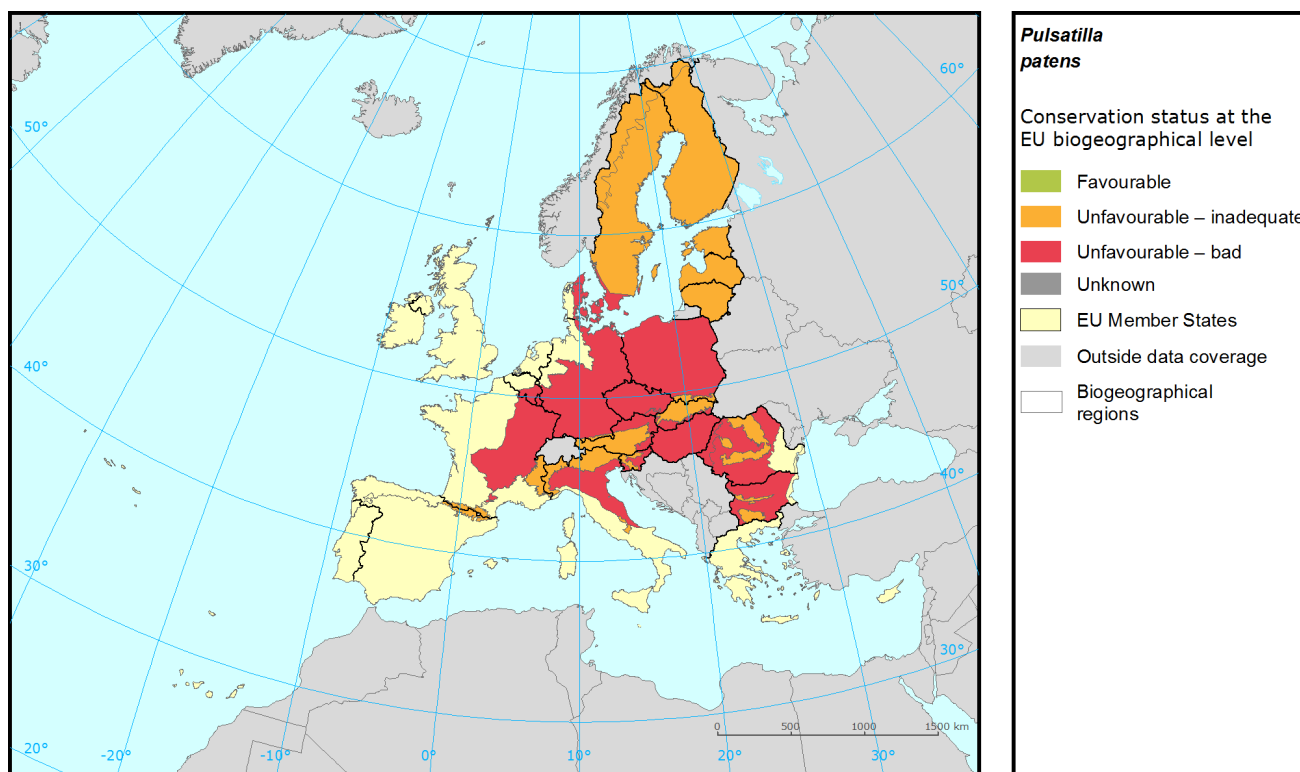 Pulsatilla
patens
Conservation status at the
EU biogeographical level
Favourable
Unfavourable – inadequate
Unfavourable – bad
Unknown
EU Member States
Outside data coverage
Biogeographical
regions
60°
50°
50°
40°
40°
30°
30°
20°
-20°
-10°
0°
10°
20°
30°
0 500 1000 1500 km